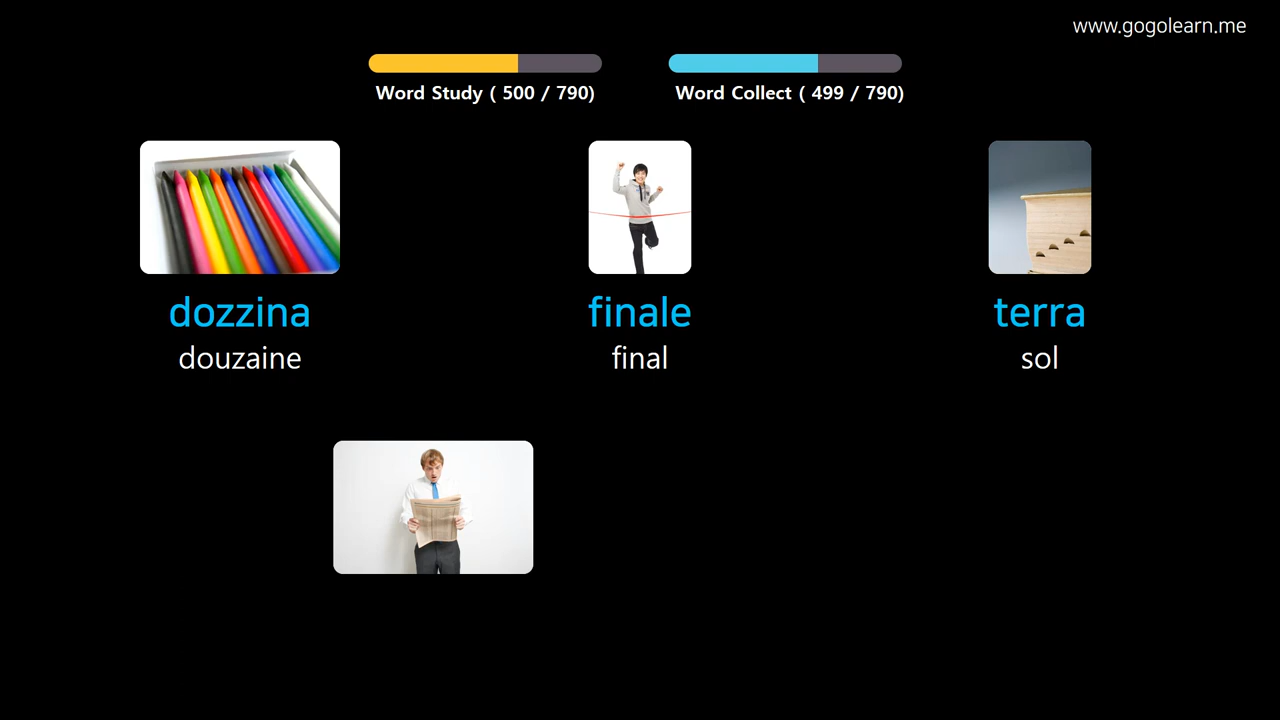 www.gogolearn.me
Word Study ( 500 / 790)
Word Collect ( 499 / 790)
dozzina
finale
terra
douzaine
final
sol